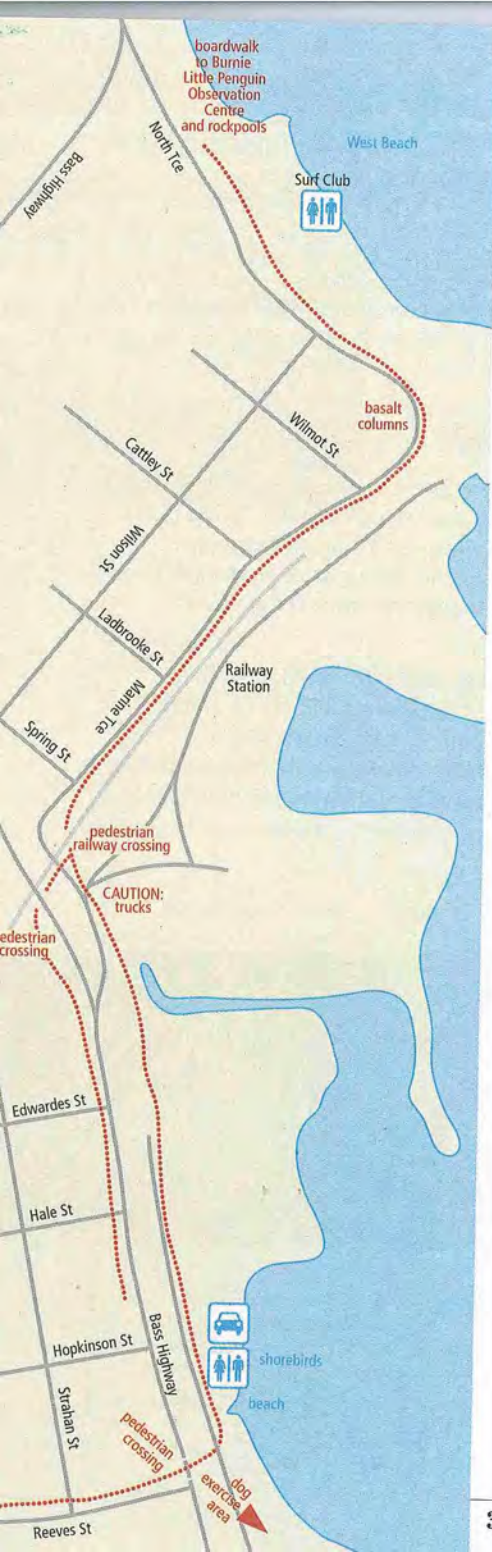 boardwalk
to Burnie
Little Penguin
Observation
Centre
and rockpools
West Beach
North Tce
Bass Highway
Surf Club
basalt
columns
Wilmot St
Cattley St
Wilson St
Ladbrooke St
Railway
Station
Marine Tce
Spring St
pedestrian
railway crossing
CAUTION:
trucks
edestrian
crossing
Edwardes St
Hale St
Bass Highway
Hopkinson St
shorebirds
beach
Strahan St
pedestrian
crossing
dog
exercise
area
Reeves St
3